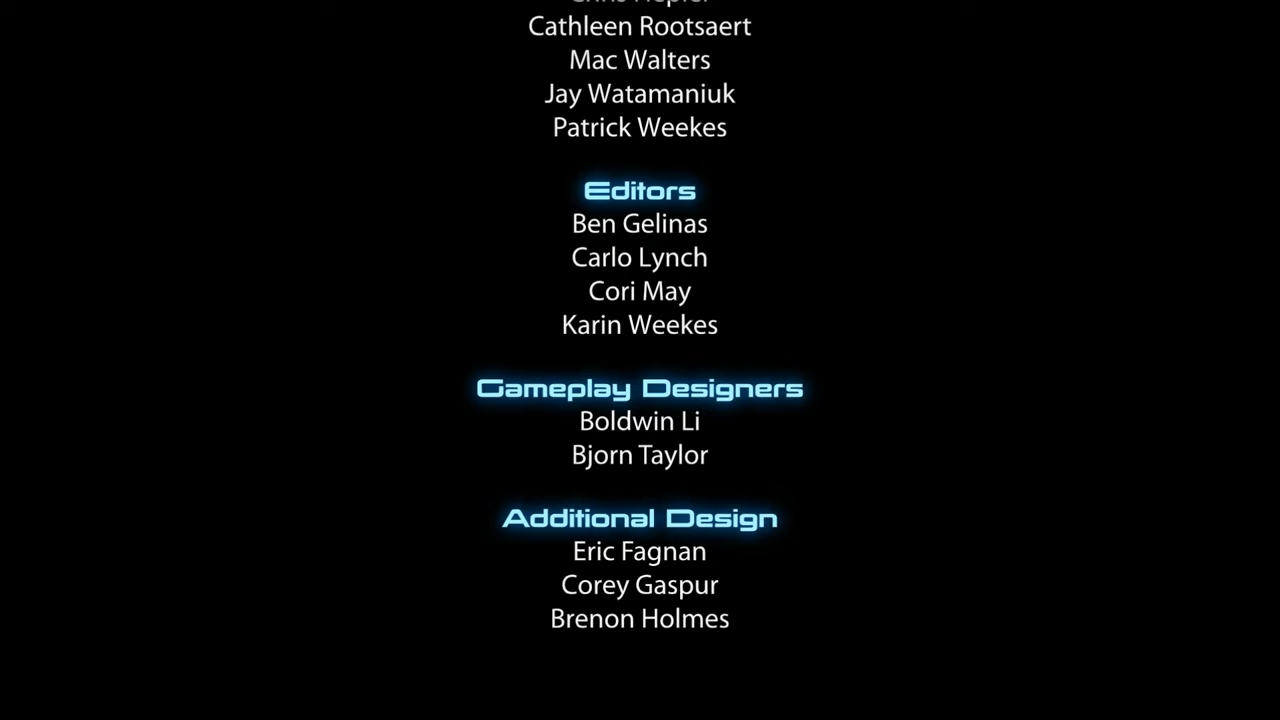 Cathleen Rootsaert
Mac Walters
Jay Watamaniuk
Patrick Weekes
Editors
Ben Gelinas
Carlo Lynch
Cori May
Karin Weekes
Gameplay Designers
Boldwin Li
Bjorn Taylor
Additional Design
Eric Fagnan
Corey Gaspur
Brenon Holmes